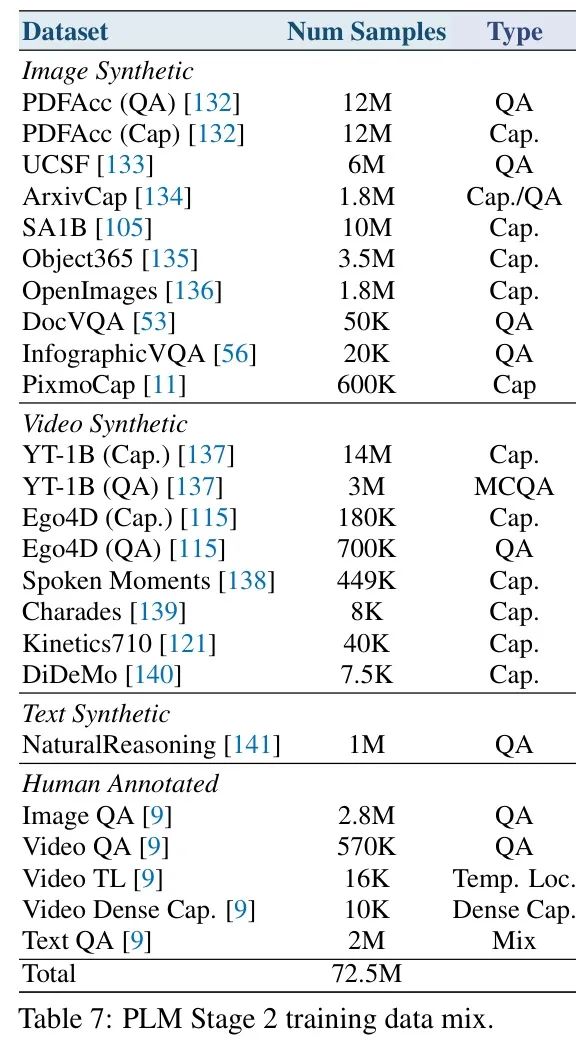 Dataset Num Samples Type
Image Synthetic
PDFAcc (QA) [132] 12M QA
PDFAcc (Cap) [132] 12M Cap.
UCSF [133] 6M QA
ArxivCap [134] 1.8M Cap./QA
SA1B [105] 10M Cap.
Object365 [135] 3.5M Cap.
OpenImages [136] 1.8M Cap.
DocVQA [53] 50K QA
InfographicVQA [56] 20K QA
PixmoCap [11] 600K Cap
Video Synthetic
YT-1B (Cap.) [137] 14M Cap.
YT-1B (QA) [137] 3M MCQA
Ego4D (Cap.) [115] 180K Cap.
Ego4D (QA) [115] 700K QA
Spoken Moments [138] 449K Cap.
Charades [139] 8K Cap.
Kinetics710 [121] 40K Cap.
DiDeMo [140] 7.5K Cap.
Text Synthetic
NaturalReasoning [141] 1M QA
Human Annotated
Image QA [9] 2.8M QA
Video QA [9] 570K QA
Video TL [9] 16K Temp. Loc.
Video Dense Cap. [9] 10K Dense Cap.
Text QA [9] 2M Mix
Total 72.5M
Table 7: PLM Stage 2 training data mix.